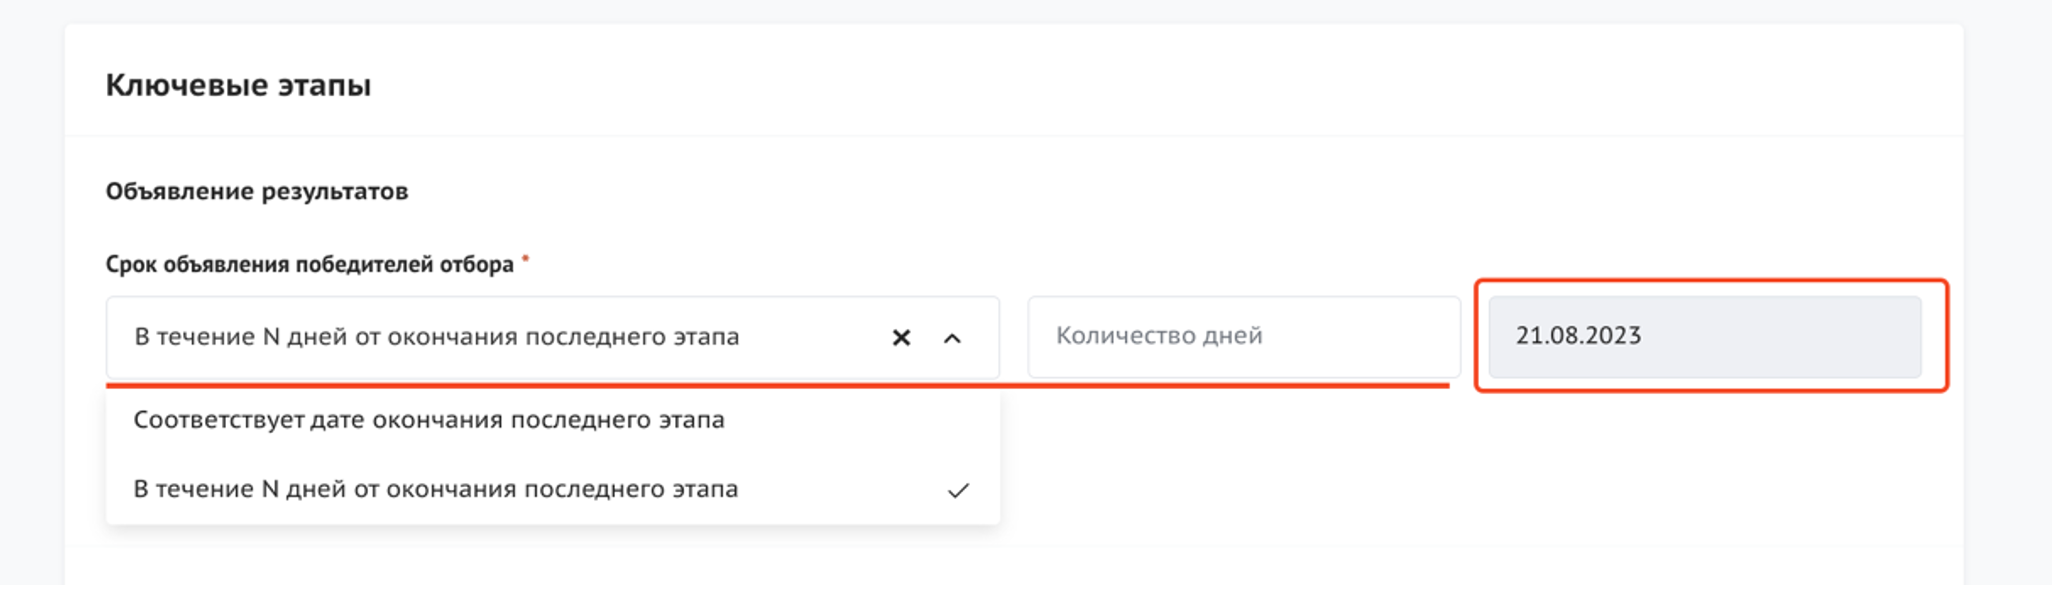 Ключевые этапы
Объявление результатов
Срок объявления победителей отбора *
В течение N дней от окончания последнего этапа
Количество дней
21.08.2023
Соответствует дате окончания последнего этапа
В течение N дней от окончания последнего этапа